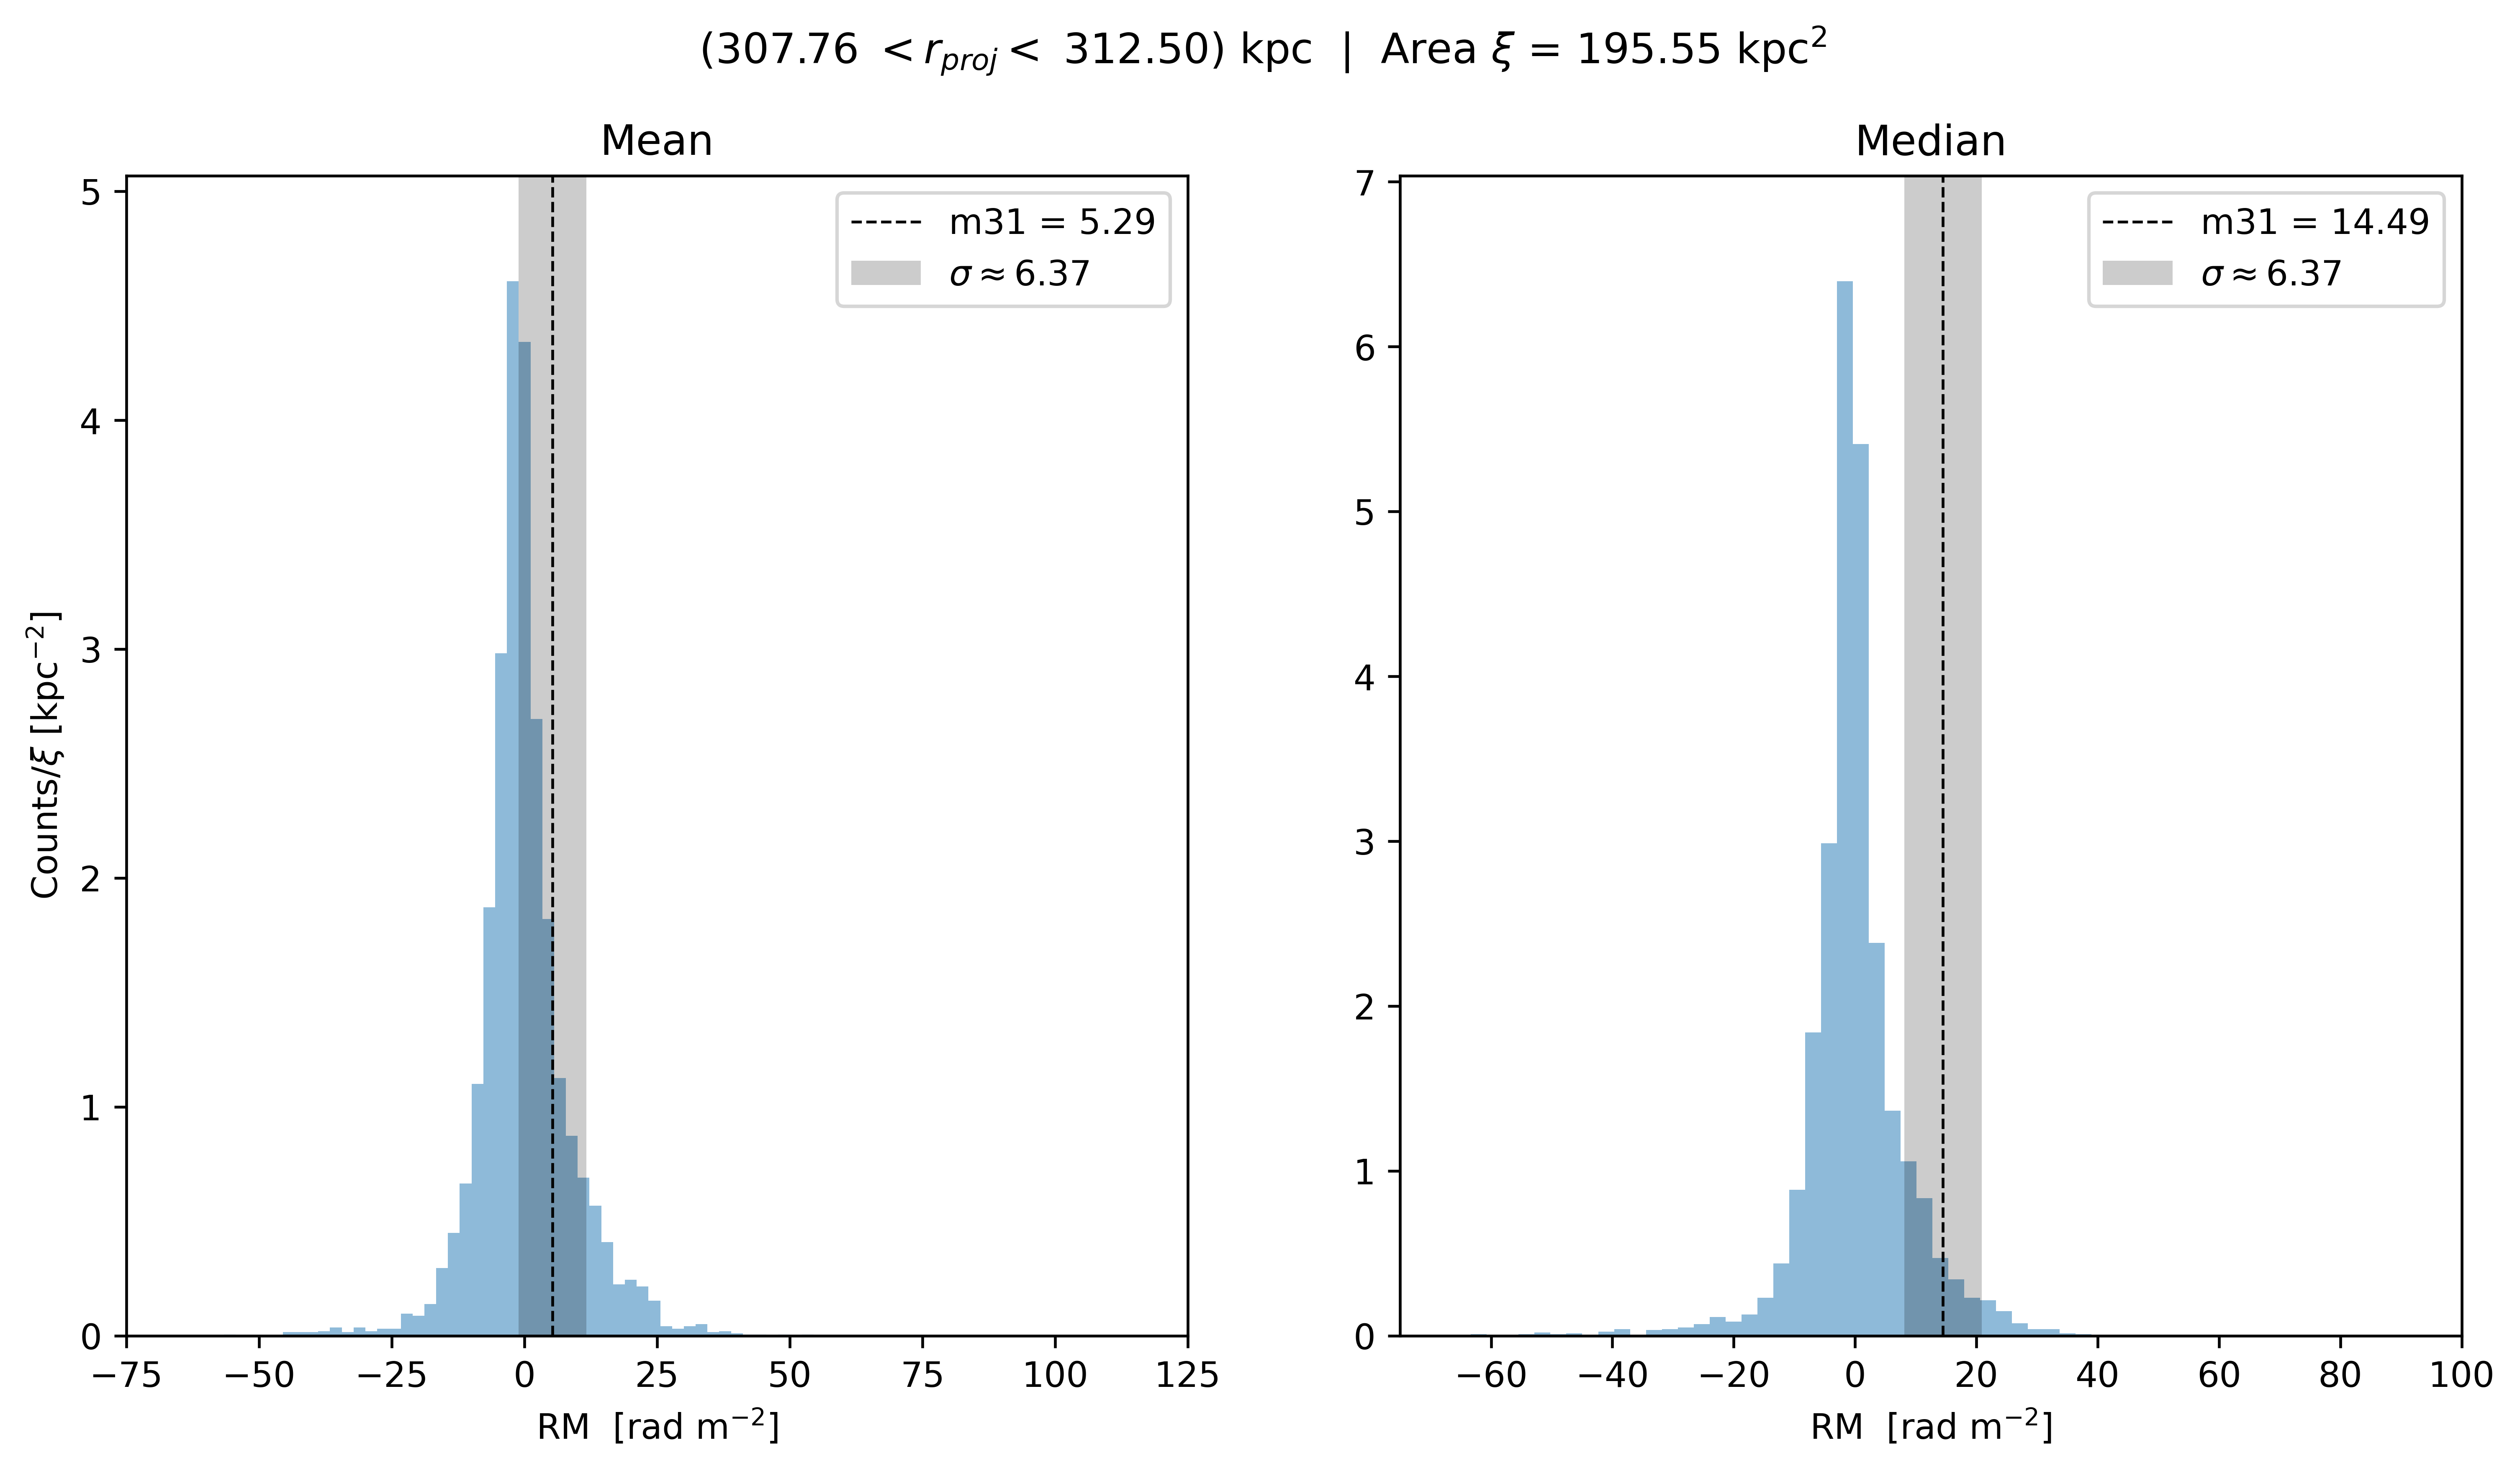 (307.76 < r_proj < 312.50) kpc | Area ξ = 195.55 kpc²
Mean
m31 = 5.29
σ ≈ 6.37
5
4
3
2
1
0
Counts/ξ [kpc⁻²]
−75 −50 −25 0 25 50 75 100 125
RM [rad m⁻²]
Median
m31 = 14.49
σ ≈ 6.37
7
6
5
4
3
2
1
0
−60 −40 −20 0 20 40 60 80 100
RM [rad m⁻²]